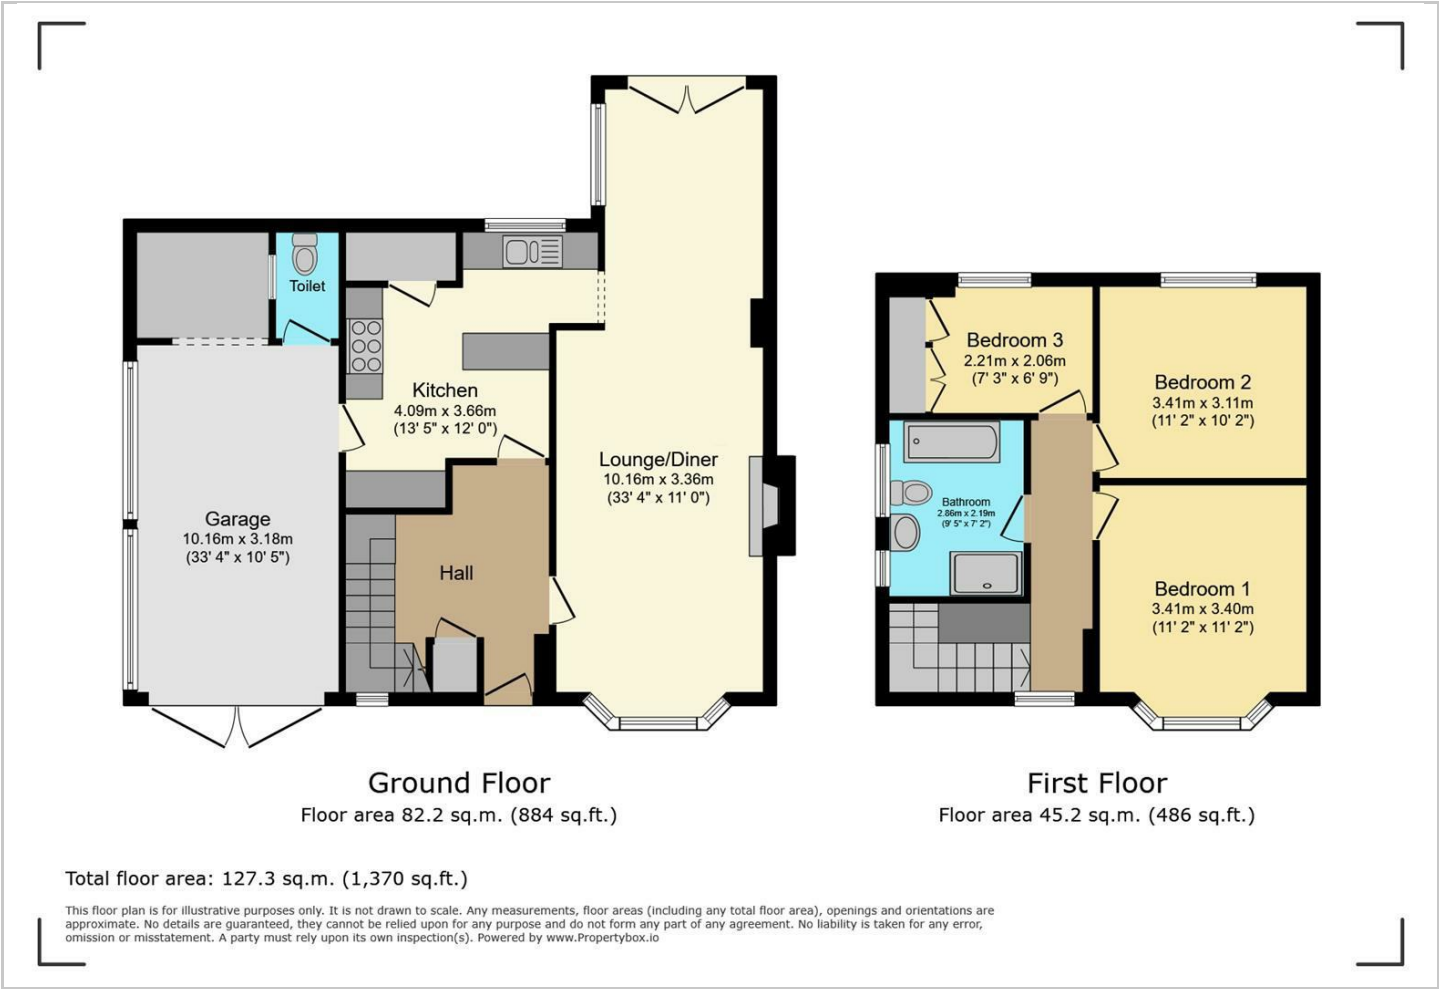 Toilet
Kitchen
4.09m x 3.66m
(13' 5" x 12' 0")
Lounge/Diner
10.16m x 3.36m
(33' 4" x 11' 0")
Garage
10.16m x 3.18m
(33' 4" x 10' 5")
Hall
Bedroom 3
2.21m x 2.06m
(7' 3" x 6' 9")
Bedroom 2
3.41m x 3.11m
(11' 2" x 10' 2")
Bathroom
2.86m x 2.19m
(9' 5" x 7' 2")
Bedroom 1
3.41m x 3.40m
(11' 2" x 11' 2")
Ground Floor
Floor area 82.2 sq.m. (884 sq.ft.)
First Floor
Floor area 45.2 sq.m. (486 sq.ft.)
Total floor area: 127.3 sq.m. (1,370 sq.ft.)
This floor plan is for illustrative purposes only. It is not drawn to scale. Any measurements, floor areas (including any total floor area), openings and orientations are
approximate. No details are guaranteed, they cannot be relied upon for any purpose and do not form any part of any agreement. No liability is taken for any error,
omission or misstatement. A party must rely upon its own inspection(s). Powered by www.Propertybox.io